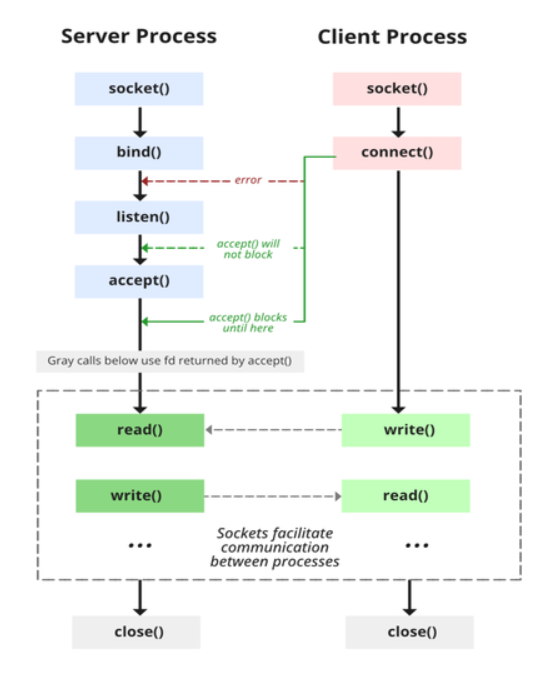 Server Process
Client Process
socket()
socket()
bind()
connect()
error
listen()
accept() will
not block
accept()
accept() blocks
until here
Gray calls below use fd returned by accept()
read()
write()
write()
read()
...
Sockets facilitate
communication
between processes
...
close()
close()